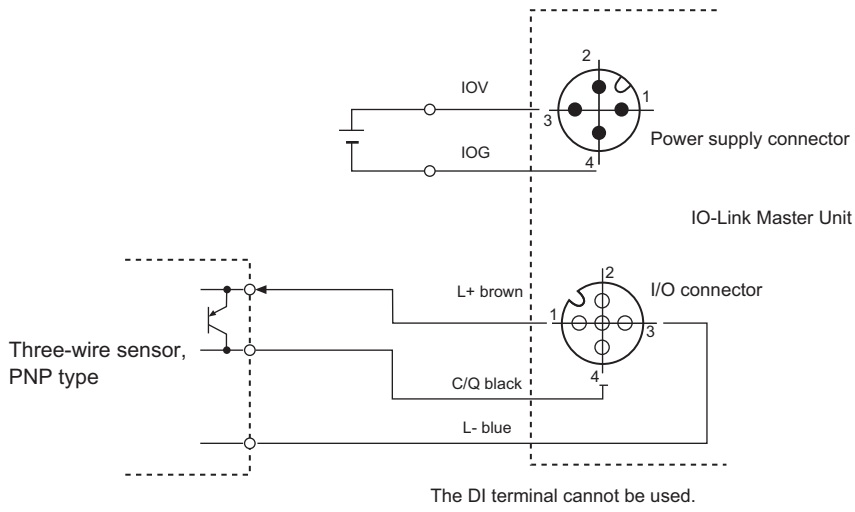 2
IOV
1
3
Power supply connector
IOG
4
IO-Link Master Unit
2
L+ brown
I/O connector
1
3
Three-wire sensor,
PNP type
4
C/Q black
L- blue
The DI terminal cannot be used.